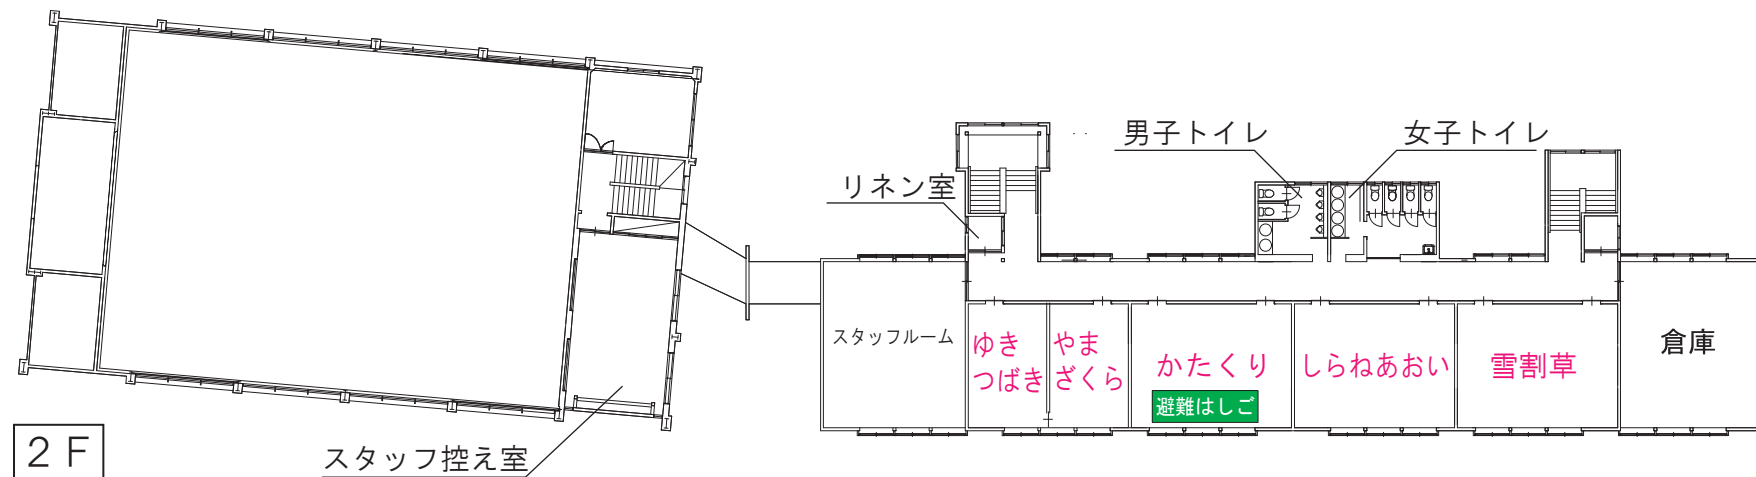 男子トイレ
女子トイレ
リネン室
スタッフルーム
ゆき
つばき
やま
ざくら
かたくり
避難はしご
しらねあおい
雪割草
倉庫
スタッフ控え室
２Ｆ